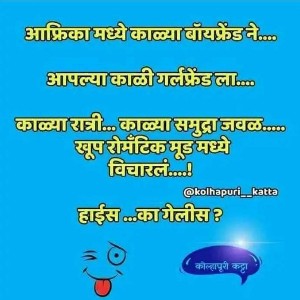 आफ्रिका मध्ये काळ्या बॉयफ्रेंड ने....
आपल्या काळी गर्लफ्रेंड ला....
काळ्या रात्री... काळ्या समुद्रा जवळ.....
खूप रोमँटिक मूड मध्ये
विचारलं....!
@kolhapuri__katta
हाईस ...का गेलीस ?
कोल्हापुरी कट्टा